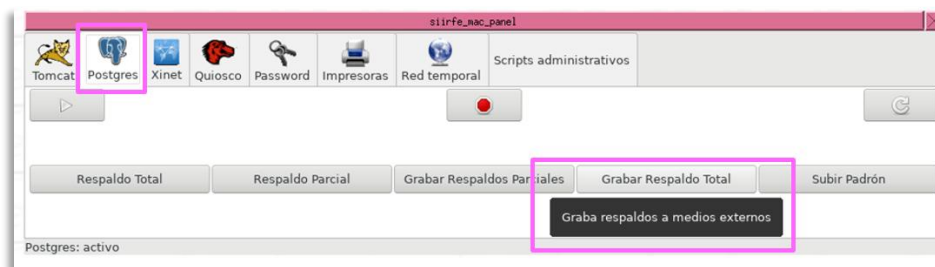 siirfe_mac_panel
Tomcat Postgres Xinet Quiosco Password Impresoras Red temporal Scripts administrativos
Respaldo Total Respaldo Parcial Grabar Respaldos Parciales Grabar Respaldo Total Subir Padrón
Graba respaldos a medios externos
Postgres: activo